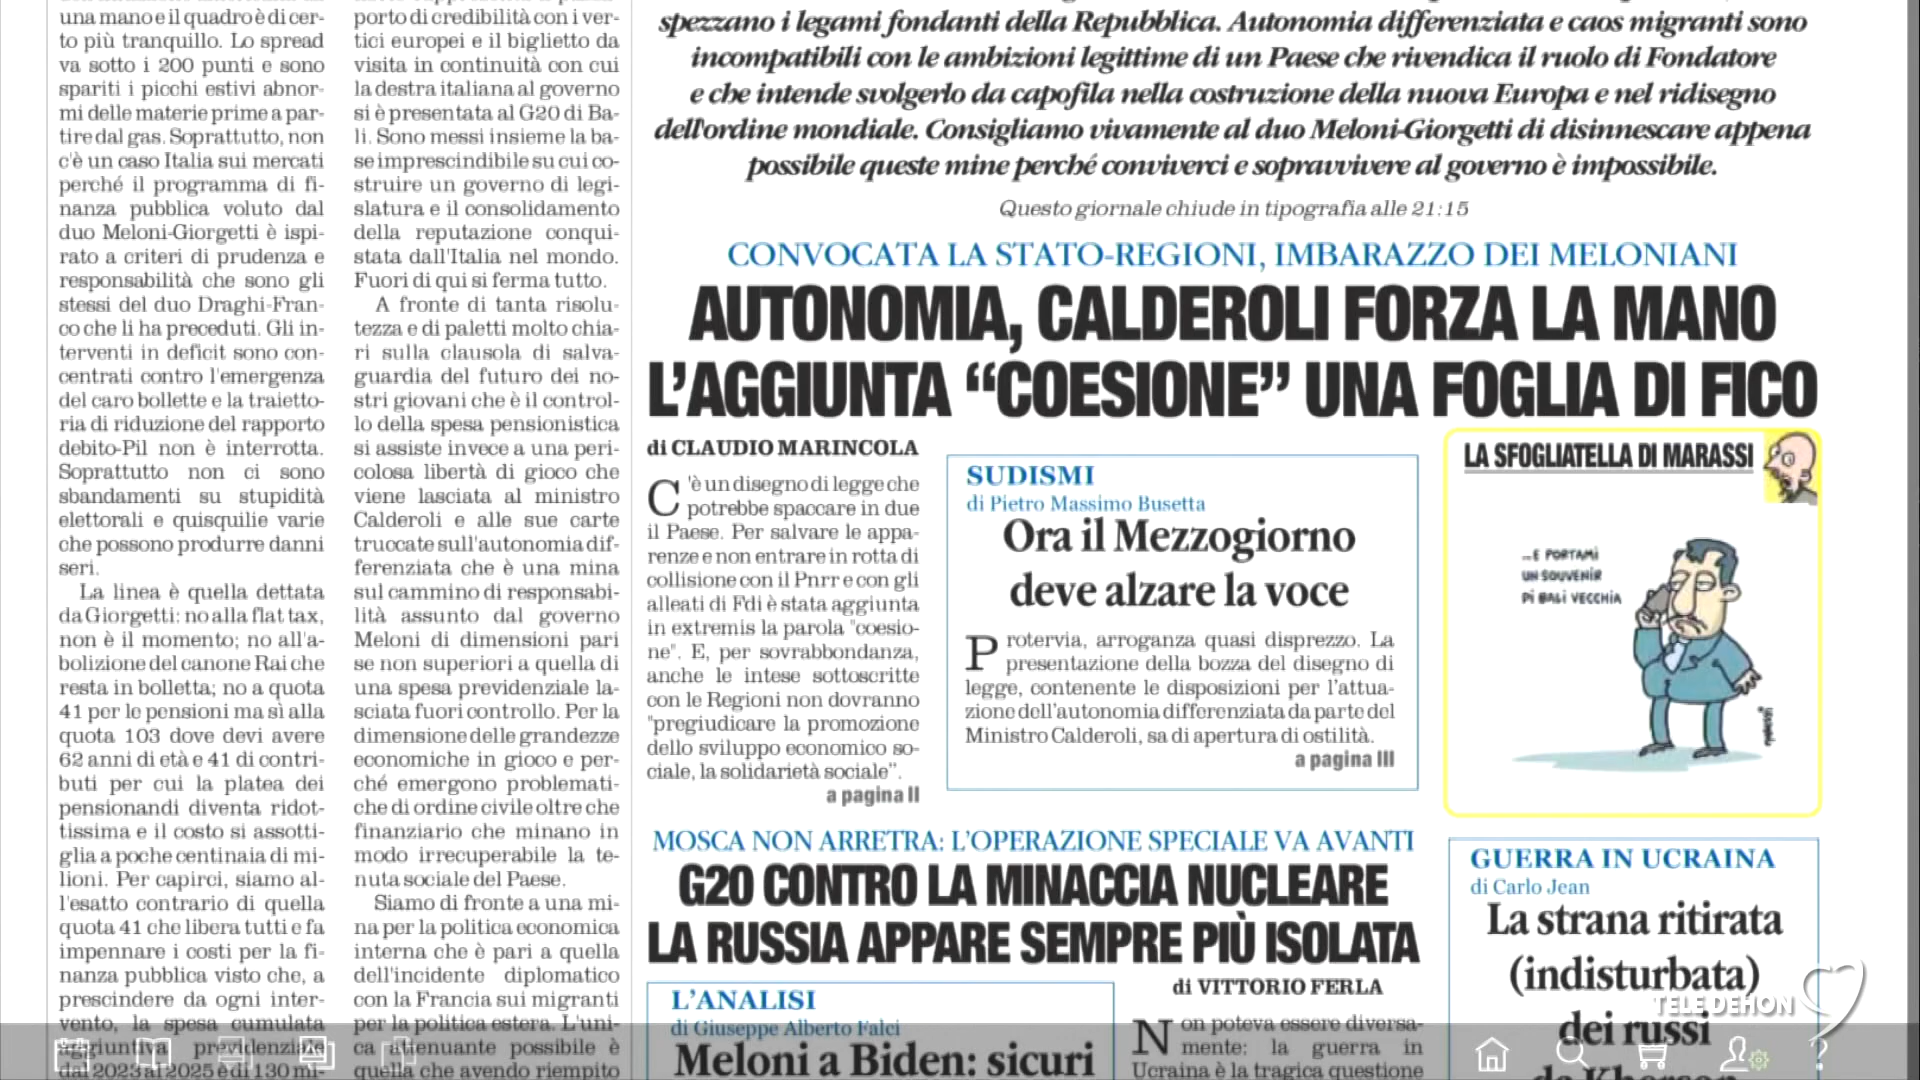 una mano e il quadro è di cer-
to più tranquillo. Lo spread
va sotto i 200 punti e sono
spariti i picchi estivi abnor-
mi delle materie prime a par-
tire dal gas. Soprattutto, non
c'è un caso Italia sui mercati
perché il programma di fi-
nanza pubblica voluto dal
duo Meloni-Giorgetti è ispi-
rato a criteri di prudenza e
responsabilità che sono gli
stessi del duo Draghi-Fran-
co che li ha preceduti. Gli in-
terventi in deficit sono con-
centrati contro l'emergenza
del caro bollette e la traietto-
ria di riduzione del rapporto
debito-Pil non è interrotta.
Soprattutto non ci sono
sbandamenti su stupidità
elettorali e quisquilie varie
che possono produrre danni
seri.
La linea è quella dettata
da Giorgetti: no alla flat tax,
non è il momento; no all'a-
bolizione del canone Rai che
resta in bolletta; no a quota
41 per le pensioni ma sì alla
quota 103 dove devi avere
62 anni di età e 41 di contri-
buti per cui la platea dei
pensionandi diventa ridot-
tissima e il costo si assotti-
glia a poche centinaia di mi-
lioni. Per capirci, siamo al-
l'esatto contrario di quella
quota 41 che libera tutti e fa
impennare i costi per la fi-
nanza pubblica visto che, a
prescindere da ogni inter-
vento, la spesa cumulata
aggiuntiva previdenziale
dal 2023 al 2025 è di 130 mi-
porto di credibilità con i ver-
tici europei e il biglietto da
visita in continuità con cui
la destra italiana al governo
si è presentata al G20 di Ba-
li. Sono messi insieme la ba-
se imprescindibile su cui co-
struire un governo di legi-
slatura e il consolidamento
della reputazione conqui-
stata dall'Italia nel mondo.
Fuori di qui si ferma tutto.
A fronte di tanta risolu-
tezza e di paletti molto chia-
ri sulla clausola di salva-
guardia del futuro dei no-
stri giovani che è il control-
lo della spesa pensionistica
si assiste invece a una peri-
colosa libertà di gioco che
viene lasciata al ministro
Calderoli e alle sue carte
truccate sull'autonomia dif-
ferenziata che è una mina
sul cammino di responsabi-
lità assunto dal governo
Meloni di dimensioni pari
se non superiori a quella di
una spesa previdenziale la-
sciata fuori controllo. Per la
dimensione delle grandezze
economiche in gioco e per-
ché emergono problemati-
che di ordine civile oltre che
finanziario che minano in
modo irrecuperabile la te-
nuta sociale del Paese.
Siamo di fronte a una mi-
na per la politica economica
interna che è pari a quella
dell'incidente diplomatico
con la Francia sui migranti
per la politica estera. L'uni-
ca attenuante possibile è
quella che avendo riempito
spezzano i legami fondanti della Repubblica. Autonomia differenziata e caos migranti sono
incompatibili con le ambizioni legittime di un Paese che rivendica il ruolo di Fondatore
e che intende svolgerlo da capofila nella costruzione della nuova Europa e nel ridisegno
dell'ordine mondiale. Consigliamo vivamente al duo Meloni-Giorgetti di disinnescare appena
possibile queste mine perché conviverci e sopravvivere al governo è impossibile.
Questo giornale chiude in tipografia alle 21:15
CONVOCATA LA STATO-REGIONI, IMBARAZZO DEI MELONIANI
AUTONOMIA, CALDEROLI FORZA LA MANO
L'AGGIUNTA “COESIONE” UNA FOGLIA DI FICO
di CLAUDIO MARINCOLA
C'è un disegno di legge che
potrebbe spaccare in due
il Paese. Per salvare le appa-
renze e non entrare in rotta di
collisione con il Pnrr e con gli
alleati di Fdi è stata aggiunta
in extremis la parola "coesio-
ne". E, per sovrabbondanza,
anche le intese sottoscritte
con le Regioni non dovranno
"pregiudicare la promozione
dello sviluppo economico so-
ciale, la solidarietà sociale”.
a pagina II
SUDISMI
di Pietro Massimo Busetta
Ora il Mezzogiorno
deve alzare la voce
Protervia, arroganza quasi disprezzo. La
presentazione della bozza del disegno di
legge, contenente le disposizioni per l'attua-
zione dell'autonomia differenziata da parte del
Ministro Calderoli, sa di apertura di ostilità.
a pagina III
LA SFOGLIATELLA DI MARASSI
...E PORTAMI
UN SOUVENIR
DI BALI VECCHIA
MOSCA NON ARRETRA: L'OPERAZIONE SPECIALE VA AVANTI
G20 CONTRO LA MINACCIA NUCLEARE
LA RUSSIA APPARE SEMPRE PIÙ ISOLATA
L'ANALISI
di Giuseppe Alberto Falci
Meloni a Biden: sicuri
di VITTORIO FERLA
Non poteva essere diversa-
mente: la guerra in
Ucraina è la tragica questione
GUERRA IN UCRAINA
di Carlo Jean
La strana ritirata
(indisturbata)
dei russi
da Kherson
TELE DEHON